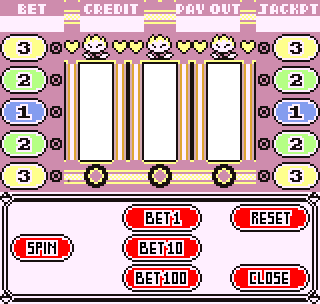 BET CREDIT PAY OUT JACKPT
3 3
2 2
1 1
2 2
3 3
BET1 RESET
SPIN BET10
BET100 CLOSE